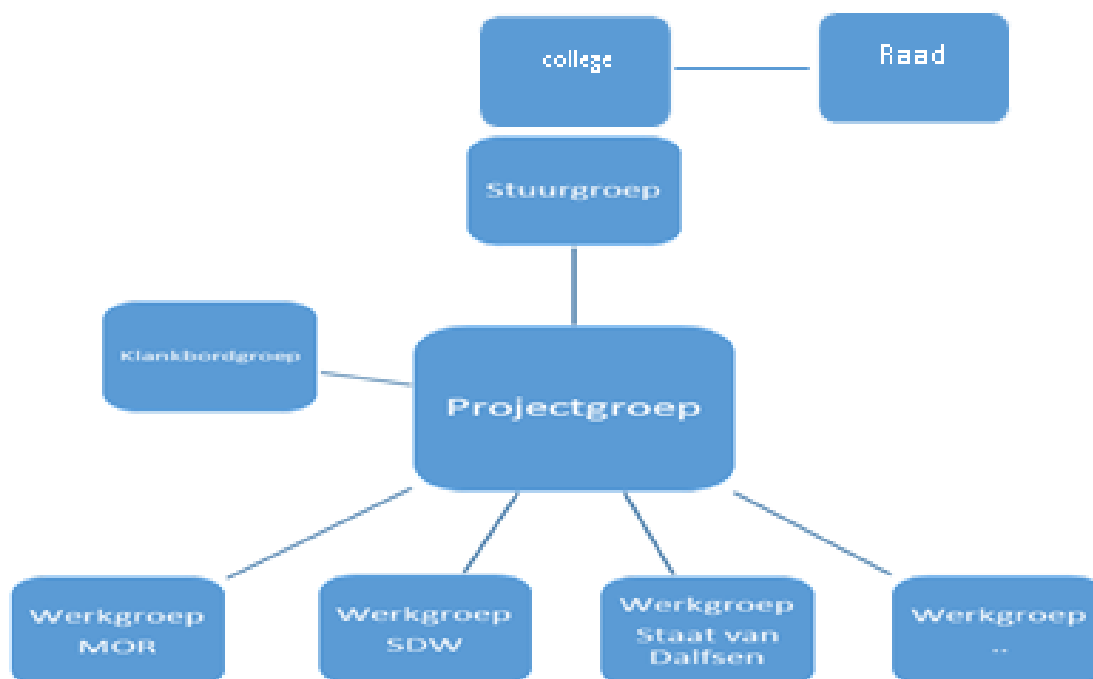 college
Raad
Stuurgroep
Klankbordgroep
Projectgroep
Werkgroep
MOR
Werkgroep
SDW
Werkgroep
Staat van
Dalfsen
Werkgroep
..